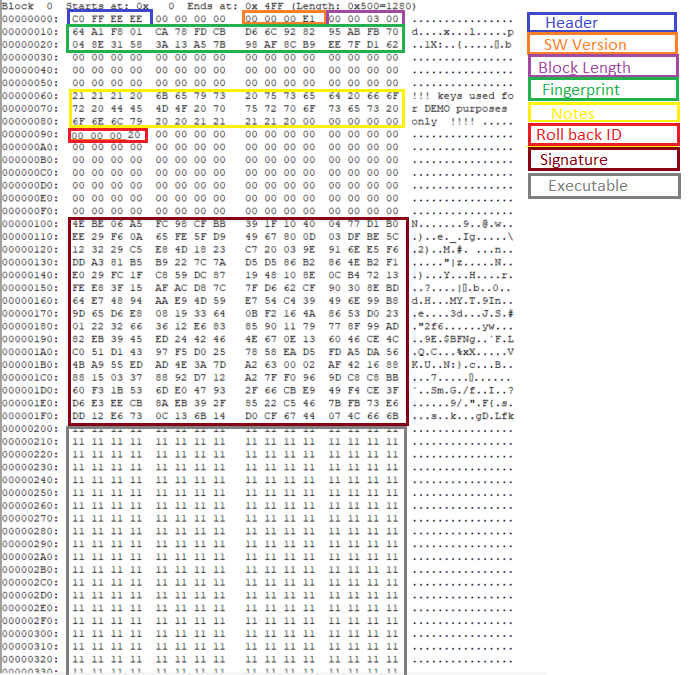 Block 0 Starts at: 0x 0 Ends at: 0x 4FF (Length: 0x500=1280)
00000000: C0 FF EE EE 00 00 00 00 00 00 00 E1 00 00 03 00 ................
00000010: 64 A1 F8 01 CA 78 FD CB D6 6C 92 82 95 AB FB 70 d....x...l.....p
00000020: 04 8E 31 58 3A 13 A5 7B 98 AF 8C B9 EE 7F D1 62 ..1X:..{.....▯.b
00000030: 00 00 00 00 00 00 00 00 00 00 00 00 00 00 00 00 ................
00000040: 00 00 00 00 00 00 00 00 00 00 00 00 00 00 00 00 ................
00000050: 00 00 00 00 00 00 00 00 00 00 00 00 00 00 00 00 ................
00000060: 21 21 21 20 6B 65 79 73 20 75 73 65 64 20 66 6F !!! keys used fo
00000070: 72 20 44 45 4D 4F 20 70 75 72 70 6F 73 65 73 20 r DEMO purposes
00000080: 6F 6E 6C 79 20 20 21 21 21 21 20 00 00 00 00 00 only  !!!! .....
00000090: 00 00 00 20 00 00 00 00 00 00 00 00 00 00 00 00 ... ............
000000A0: 00 00 00 00 00 00 00 00 00 00 00 00 00 00 00 00 ................
000000B0: 00 00 00 00 00 00 00 00 00 00 00 00 00 00 00 00 ................
000000C0: 00 00 00 00 00 00 00 00 00 00 00 00 00 00 00 00 ................
000000D0: 00 00 00 00 00 00 00 00 00 00 00 00 00 00 00 00 ................
000000E0: 00 00 00 00 00 00 00 00 00 00 00 00 00 00 00 00 ................
000000F0: 00 00 00 00 00 00 00 00 00 00 00 00 00 00 00 00 ................
00000100: 4E BE 06 A5 FC 98 CF BB 39 1F 10 40 04 77 D1 B0 N.......9..@.w..
00000110: EE 29 F6 0A 65 FE 5F D9 49 67 80 0D 03 DF BE 5C .)..e._.Ig.....\
00000120: 12 32 29 C5 E8 4D 18 23 C7 20 03 9E 91 6E E5 F6 .2)..M.#. ...n..
00000130: DD A3 81 B5 B9 22 7C 7A D5 D5 86 B2 86 4E B2 F1 ....."|z.....N..
00000140: E0 29 FC 1F C8 59 DC 87 19 48 10 8E 0C B4 72 13 .)...Y...H....r.
00000150: FE E8 3F 15 AF AC D8 7C 7F D6 62 CF 90 30 8E BD ..?....|▯.b..0..
00000160: 64 E7 48 94 AA E9 4D 59 E7 54 C4 39 49 6E 99 B8 d.H...MY.T.9In..
00000170: 9D 65 D6 E8 08 19 33 64 0B F2 16 4A 86 53 D0 23 .e....3d...J.S.#
00000180: 01 22 32 66 36 12 E6 83 85 90 11 79 77 8F 99 AD ."2f6......yw...
00000190: 82 EB 39 45 ED 24 42 46 4E 67 0E 13 60 46 CE 4C ..9E.$BFNg..`F.L
000001A0: C0 51 D1 43 97 F5 D0 25 78 58 EA D5 FD A5 DA 56 .Q.C...%xX.....V
000001B0: 4B A9 55 ED AD 4E 3A 7D A2 63 00 02 AF 42 16 88 K.U..N:}.c...B..
000001C0: 88 15 03 37 88 92 D7 12 A2 7F F0 96 9D C8 C8 BB ...7.....▯......
000001D0: 60 F3 1B 53 6D E0 47 93 2F 66 CB E9 49 F4 CE 3F `..Sm.G./f..I..?
000001E0: D6 E3 EE CB 8A EB 39 2F 85 22 C5 46 7B FB 73 E6 ......9/.".F{.s.
000001F0: DD 12 E6 73 0C 13 6B 14 D0 CF 67 44 07 4C 66 6B ...s..k...gD.Lfk
00000200: 11 11 11 11 11 11 11 11 11 11 11 11 11 11 11 11 ................
00000210: 11 11 11 11 11 11 11 11 11 11 11 11 11 11 11 11 ................
00000220: 11 11 11 11 11 11 11 11 11 11 11 11 11 11 11 11 ................
00000230: 11 11 11 11 11 11 11 11 11 11 11 11 11 11 11 11 ................
00000240: 11 11 11 11 11 11 11 11 11 11 11 11 11 11 11 11 ................
00000250: 11 11 11 11 11 11 11 11 11 11 11 11 11 11 11 11 ................
00000260: 11 11 11 11 11 11 11 11 11 11 11 11 11 11 11 11 ................
00000270: 11 11 11 11 11 11 11 11 11 11 11 11 11 11 11 11 ................
00000280: 11 11 11 11 11 11 11 11 11 11 11 11 11 11 11 11 ................
00000290: 11 11 11 11 11 11 11 11 11 11 11 11 11 11 11 11 ................
000002A0: 11 11 11 11 11 11 11 11 11 11 11 11 11 11 11 11 ................
000002B0: 11 11 11 11 11 11 11 11 11 11 11 11 11 11 11 11 ................
000002C0: 11 11 11 11 11 11 11 11 11 11 11 11 11 11 11 11 ................
000002D0: 11 11 11 11 11 11 11 11 11 11 11 11 11 11 11 11 ................
000002E0: 11 11 11 11 11 11 11 11 11 11 11 11 11 11 11 11 ................
000002F0: 11 11 11 11 11 11 11 11 11 11 11 11 11 11 11 11 ................
00000300: 11 11 11 11 11 11 11 11 11 11 11 11 11 11 11 11 ................
00000310: 11 11 11 11 11 11 11 11 11 11 11 11 11 11 11 11 ................
00000320: 11 11 11 11 11 11 11 11 11 11 11 11 11 11 11 11 ................
00000330: 11 11 11 11 11 11 11 11 11 11 11 11 11 11 11 11 ................
Header
SW Version
Block Length
Fingerprint
Notes
Roll back ID
Signature
Executable